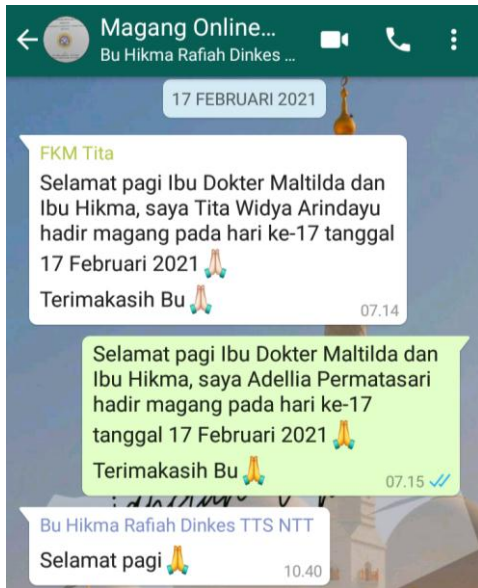 Magang Online...
Bu Hikma Rafiah Dinkes ...
17 FEBRUARI 2021
FKM Tita
Selamat pagi Ibu Dokter Maltilda dan
Ibu Hikma, saya Tita Widya Arindayu
hadir magang pada hari ke-17 tanggal
17 Februari 2021🙏🏻
Terimakasih Bu🙏🏻
07.14
Selamat pagi Ibu Dokter Maltilda dan
Ibu Hikma, saya Adellia Permatasari
hadir magang pada hari ke-17
tanggal 17 Februari 2021🙏
Terimakasih Bu🙏
07.15
Bu Hikma Rafiah Dinkes TTS NTT
Selamat pagi🙏
10.40